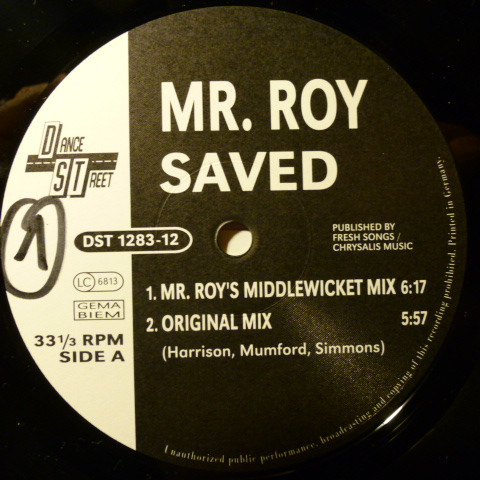 MR. ROY
SAVED
DANCE
STREET
1
DST 1283-12
PUBLISHED BY
FRESH SONGS /
CHRYSALIS MUSIC
LC 6813
GEMA
BIEM
1. MR. ROY'S MIDDLEWICKET MIX 6:17
2. ORIGINAL MIX 5:57
(Harrison, Mumford, Simmons)
33 1/3 RPM
SIDE A
Unauthorized public performance, broadcasting and copying of this recording prohibited. Printed in Germany.